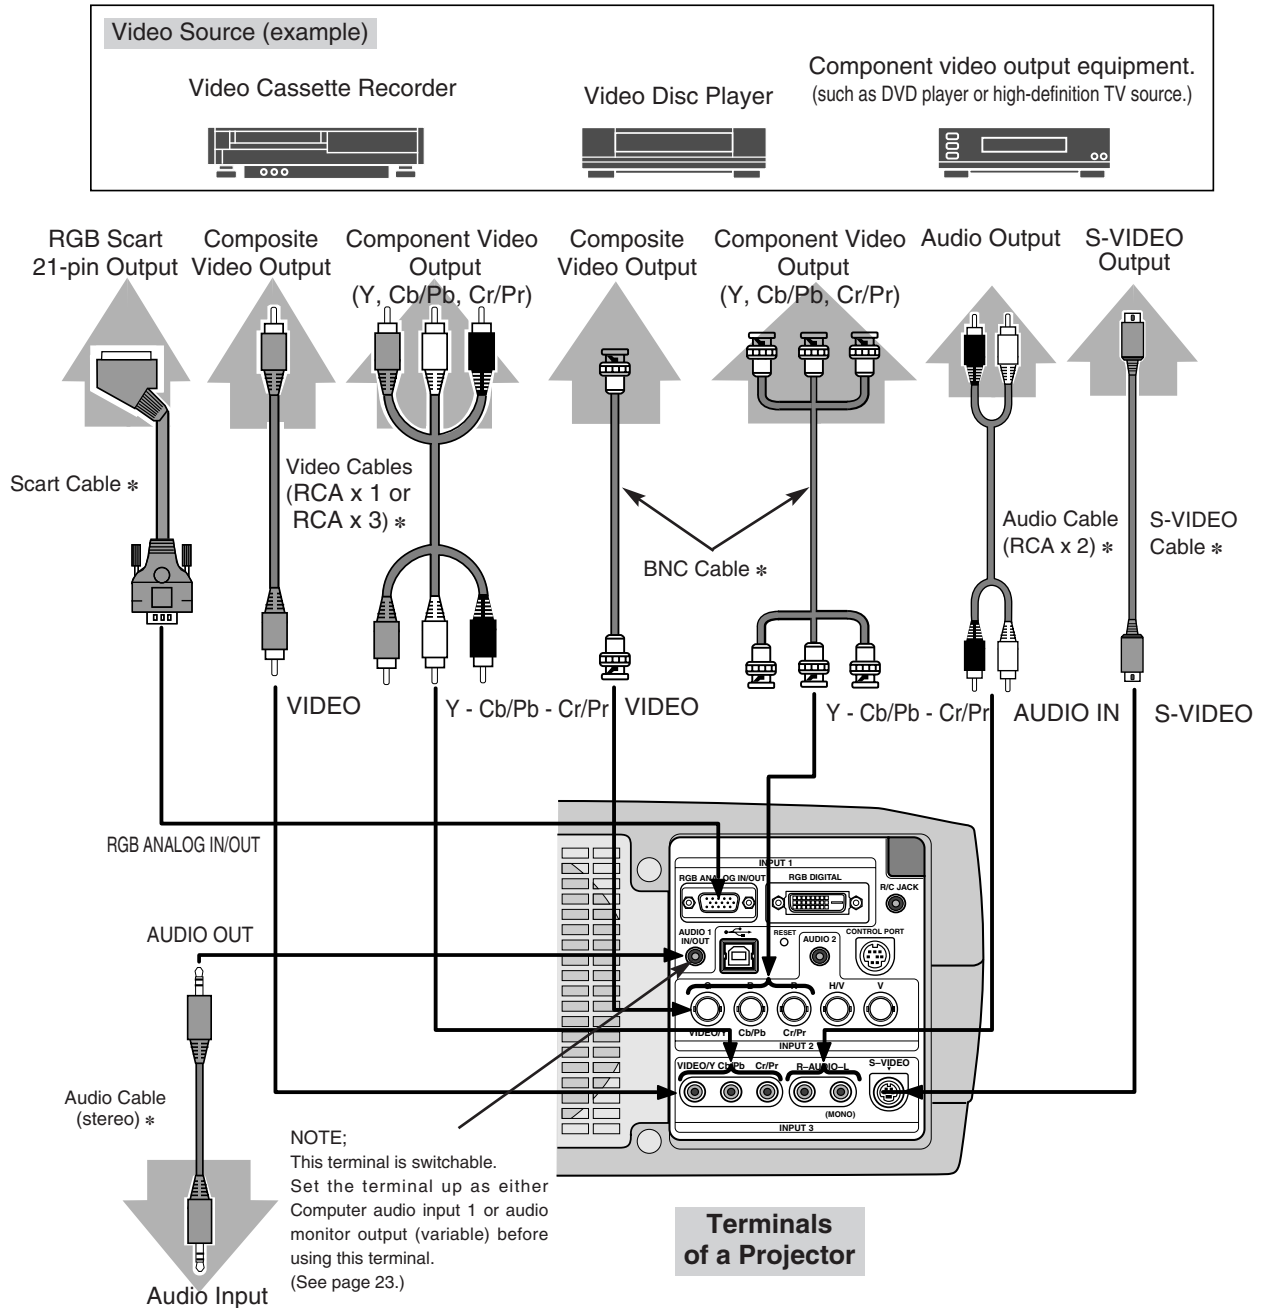 Video Source (example)
Video Cassette Recorder
Video Disc Player
Component video output equipment.
(such as DVD player or high-definition TV source.)
RGB Scart
21-pin Output
Composite
Video Output
Component Video
Output
(Y, Cb/Pb, Cr/Pr)
Composite
Video Output
Component Video
Output
(Y, Cb/Pb, Cr/Pr)
Audio Output
S-VIDEO
Output
Scart Cable *
Video Cables
(RCA x 1 or
RCA x 3) *
BNC Cable *
Audio Cable
(RCA x 2) *
S-VIDEO
Cable *
VIDEO
Y - Cb/Pb - Cr/Pr
VIDEO
Y - Cb/Pb - Cr/Pr
AUDIO IN
S-VIDEO
RGB ANALOG IN/OUT
AUDIO OUT
INPUT 1
RGB ANALOG IN/OUT
RGB DIGITAL
R/C JACK
AUDIO 1
IN/OUT
RESET
AUDIO 2
CONTROL PORT
G
B
R
H/V
V
VIDEO/Y
Cb/Pb
Cr/Pr
INPUT 2
VIDEO/Y Cb/Pb Cr/Pr
R–AUDIO–L
S–VIDEO
(MONO)
INPUT 3
Audio Cable
(stereo) *
NOTE;
This terminal is switchable.
Set the terminal up as either
Computer audio input 1 or audio
monitor output (variable) before
using this terminal.
(See page 23.)
Terminals
of a Projector
Audio Input